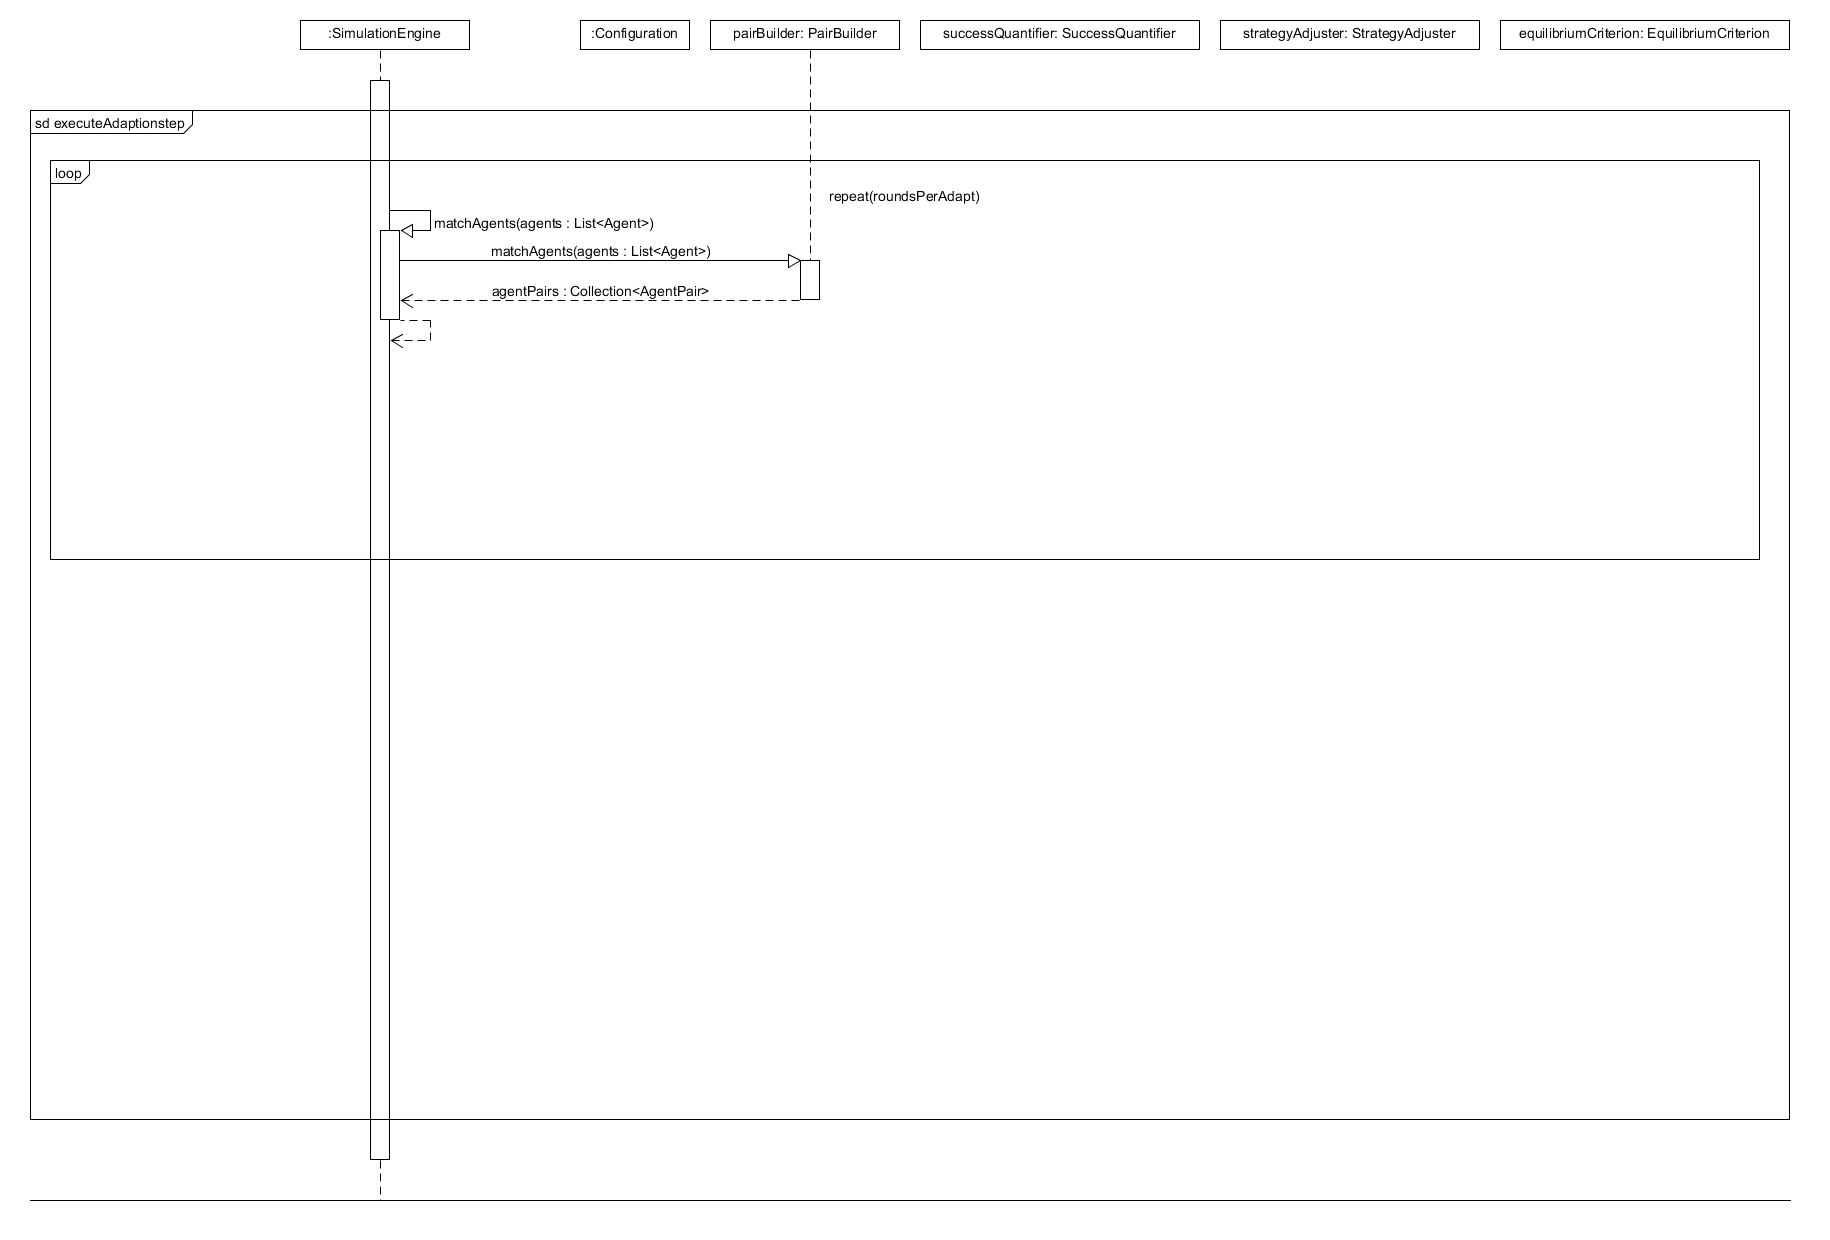 :SimulationEngine
:Configuration
pairBuilder: PairBuilder
successQuantifier: SuccessQuantifier
strategyAdjuster: StrategyAdjuster
equilibriumCriterion: EquilibriumCriterion
sd executeAdaptionstep
loop
repeat(roundsPerAdapt)
matchAgents(agents : List<Agent>)
matchAgents(agents : List<Agent>)
agentPairs : Collection<AgentPair>